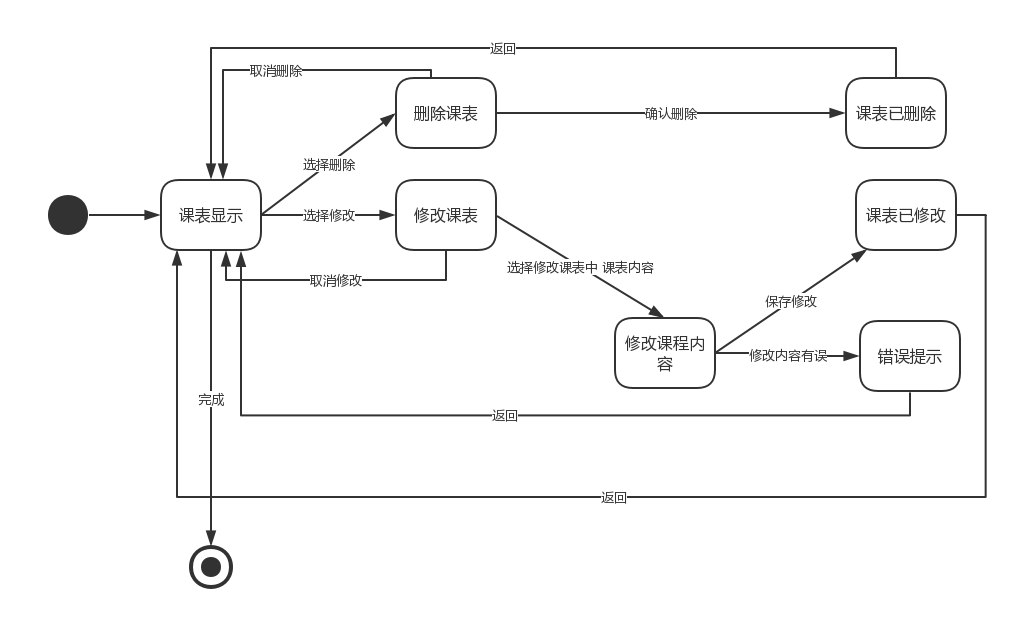 返回
取消删除
删除课表
确认删除
课表已删除
选择删除
课表显示
选择修改
修改课表
课表已修改
选择修改课表中 课表内容
取消修改
保存修改
修改课程内
容
修改内容有误
错误提示
完成
返回
返回